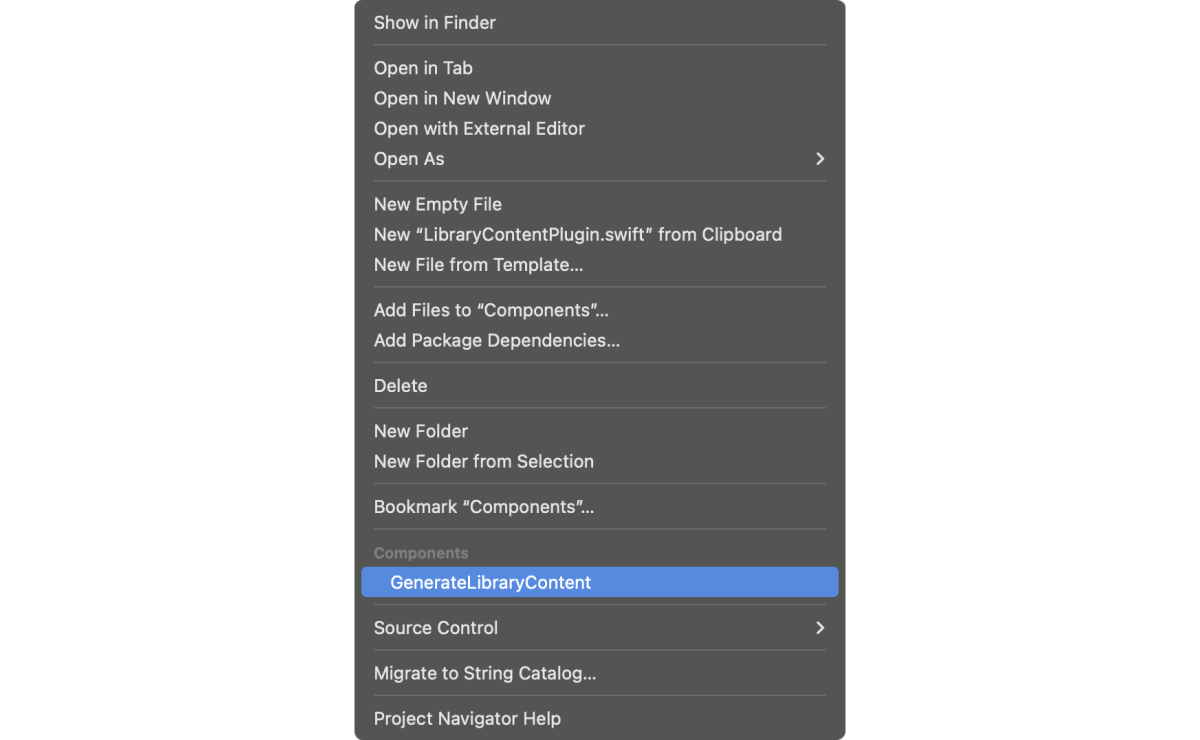 Show in Finder
Open in Tab
Open in New Window
Open with External Editor
Open As
New Empty File
New “LibraryContentPlugin.swift” from Clipboard
New File from Template...
Add Files to “Components”...
Add Package Dependencies...
Delete
New Folder
New Folder from Selection
Bookmark “Components”...
Components
GenerateLibraryContent
Source Control
Migrate to String Catalog...
Project Navigator Help